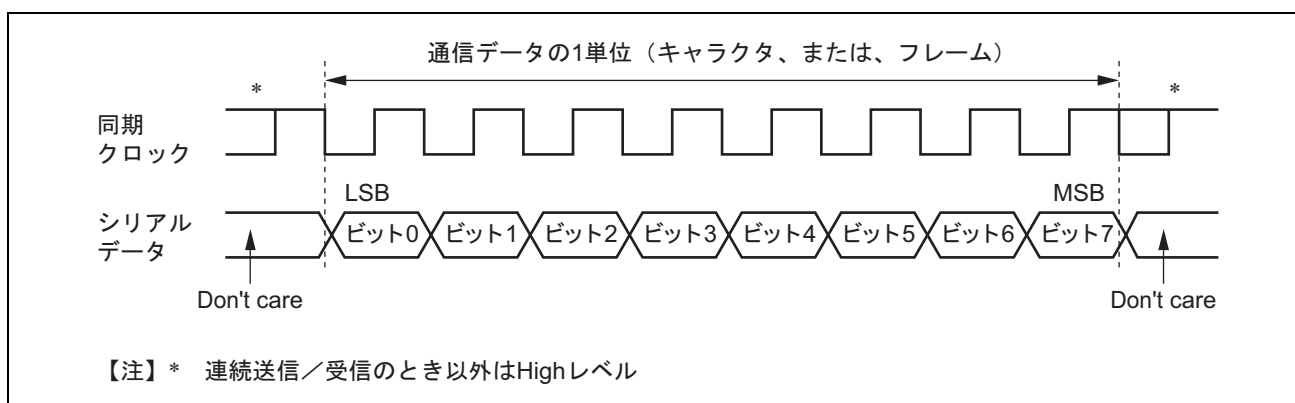 通信データの1単位（キャラクタ、または、フレーム）
* *
同期
クロック
LSB MSB
シリアル
データ
ビット0 ビット1 ビット2 ビット3 ビット4 ビット5 ビット6 ビット7
Don't care Don't care
【注】* 連続送信／受信のとき以外はHighレベル